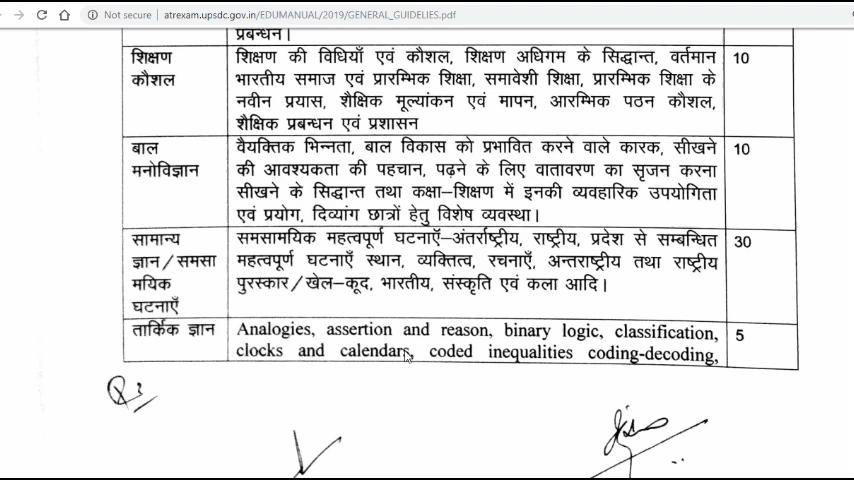 Not secure | atrexam.upsdc.gov.in/EDUMANUAL/2019/GENERAL_GUIDELIES.pdf
प्रबन्धन।
शिक्षण कौशल
शिक्षण की विधियाँ एवं कौशल, शिक्षण अधिगम के सिद्धान्त, वर्तमान
भारतीय समाज एवं प्रारम्भिक शिक्षा, समावेशी शिक्षा, प्रारम्भिक शिक्षा के
नवीन प्रयास, शैक्षिक मूल्यांकन एवं मापन, आरम्भिक पठन कौशल,
शैक्षिक प्रबन्धन एवं प्रशासन
10
बाल
मनोविज्ञान
वैयक्तिक भिन्नता, बाल विकास को प्रभावित करने वाले कारक, सीखने
की आवश्यकता की पहचान, पढ़ने के लिए वातावरण का सृजन करना
सीखने के सिद्धान्त तथा कक्षा–शिक्षण में इनकी व्यवहारिक उपयोगिता
एवं प्रयोग, दिव्यांग छात्रों हेतु विशेष व्यवस्था।
10
सामान्य
ज्ञान/समसा
मयिक
घटनाएँ
समसामयिक महत्वपूर्ण घटनाएँ–अंतर्राष्ट्रीय, राष्ट्रीय, प्रदेश से सम्बन्धित
महत्वपूर्ण घटनाएँ स्थान, व्यक्तित्व, रचनाएँ, अन्तराष्ट्रीय तथा राष्ट्रीय
पुरस्कार/खेल–कूद, भारतीय, संस्कृति एवं कला आदि।
30
तार्किक ज्ञान
Analogies, assertion and reason, binary logic, classification,
clocks and calendars, coded inequalities coding-decoding,
5